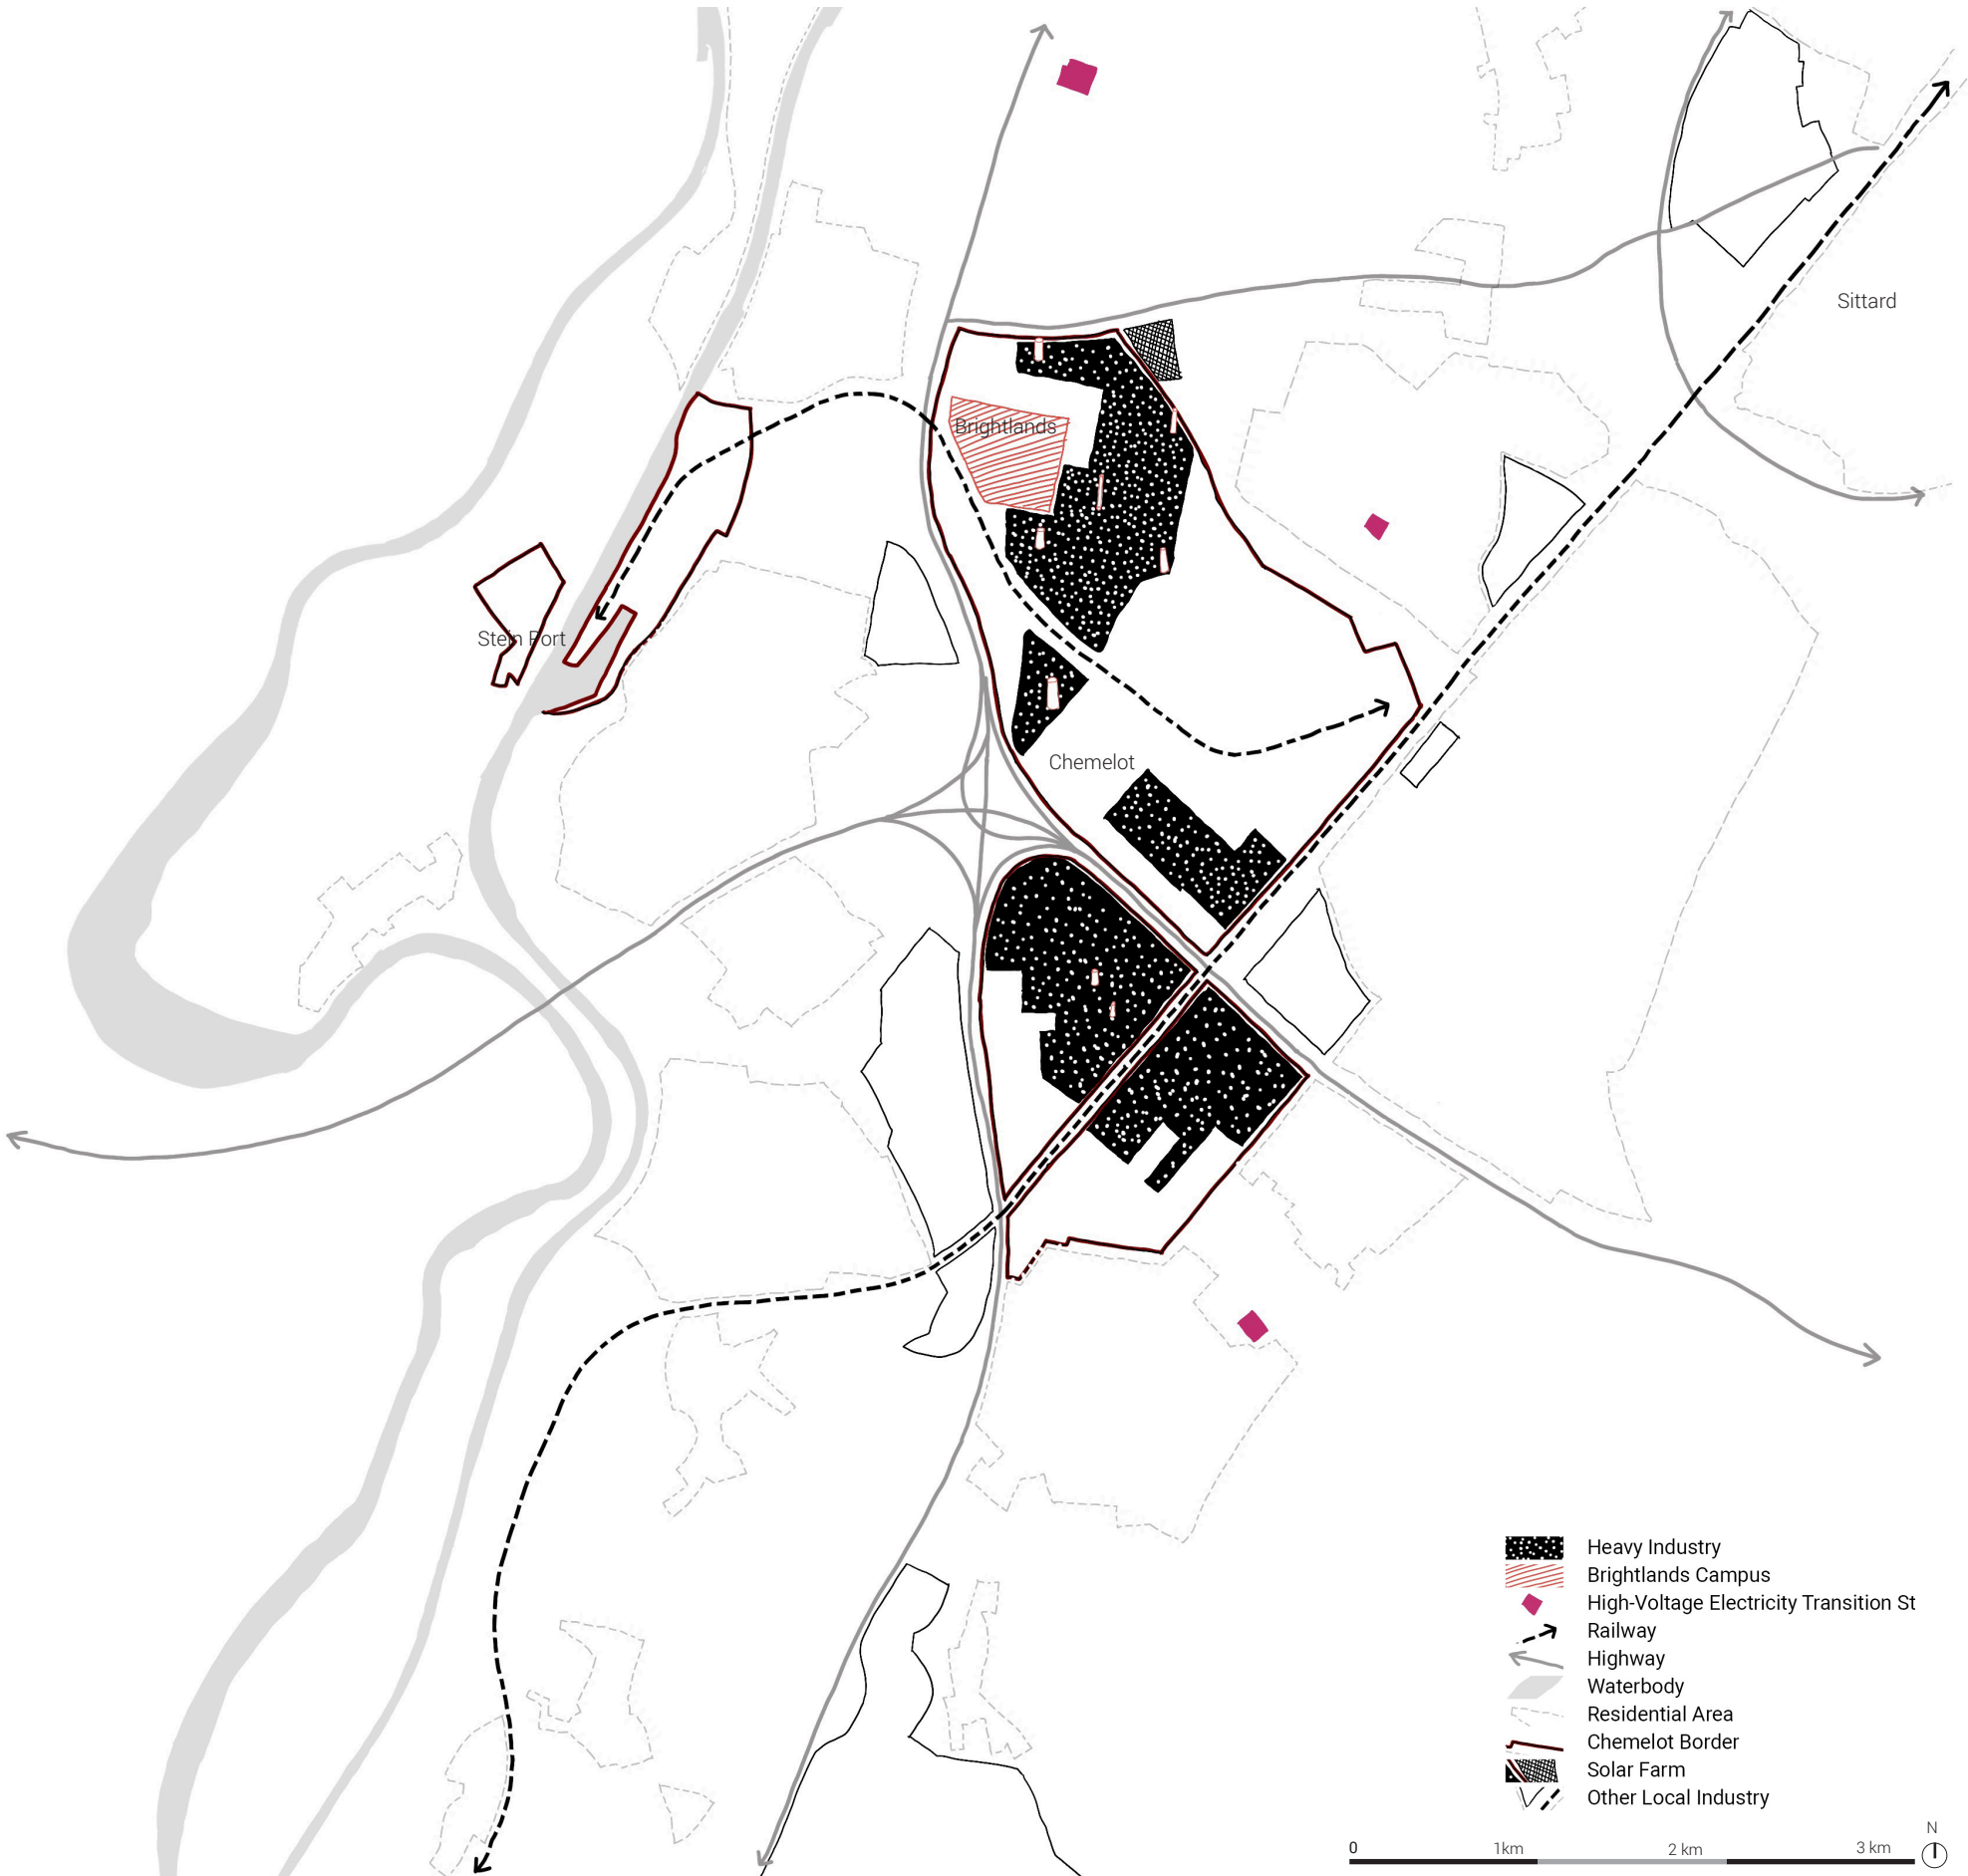 Sittard
Brightlands
Stein Port
Chemelot
Heavy Industry
Brightlands Campus
High-Voltage Electricity Transition St
Railway
Highway
Waterbody
Residential Area
Chemelot Border
Solar Farm
Other Local Industry
0 1km 2 km 3 km N